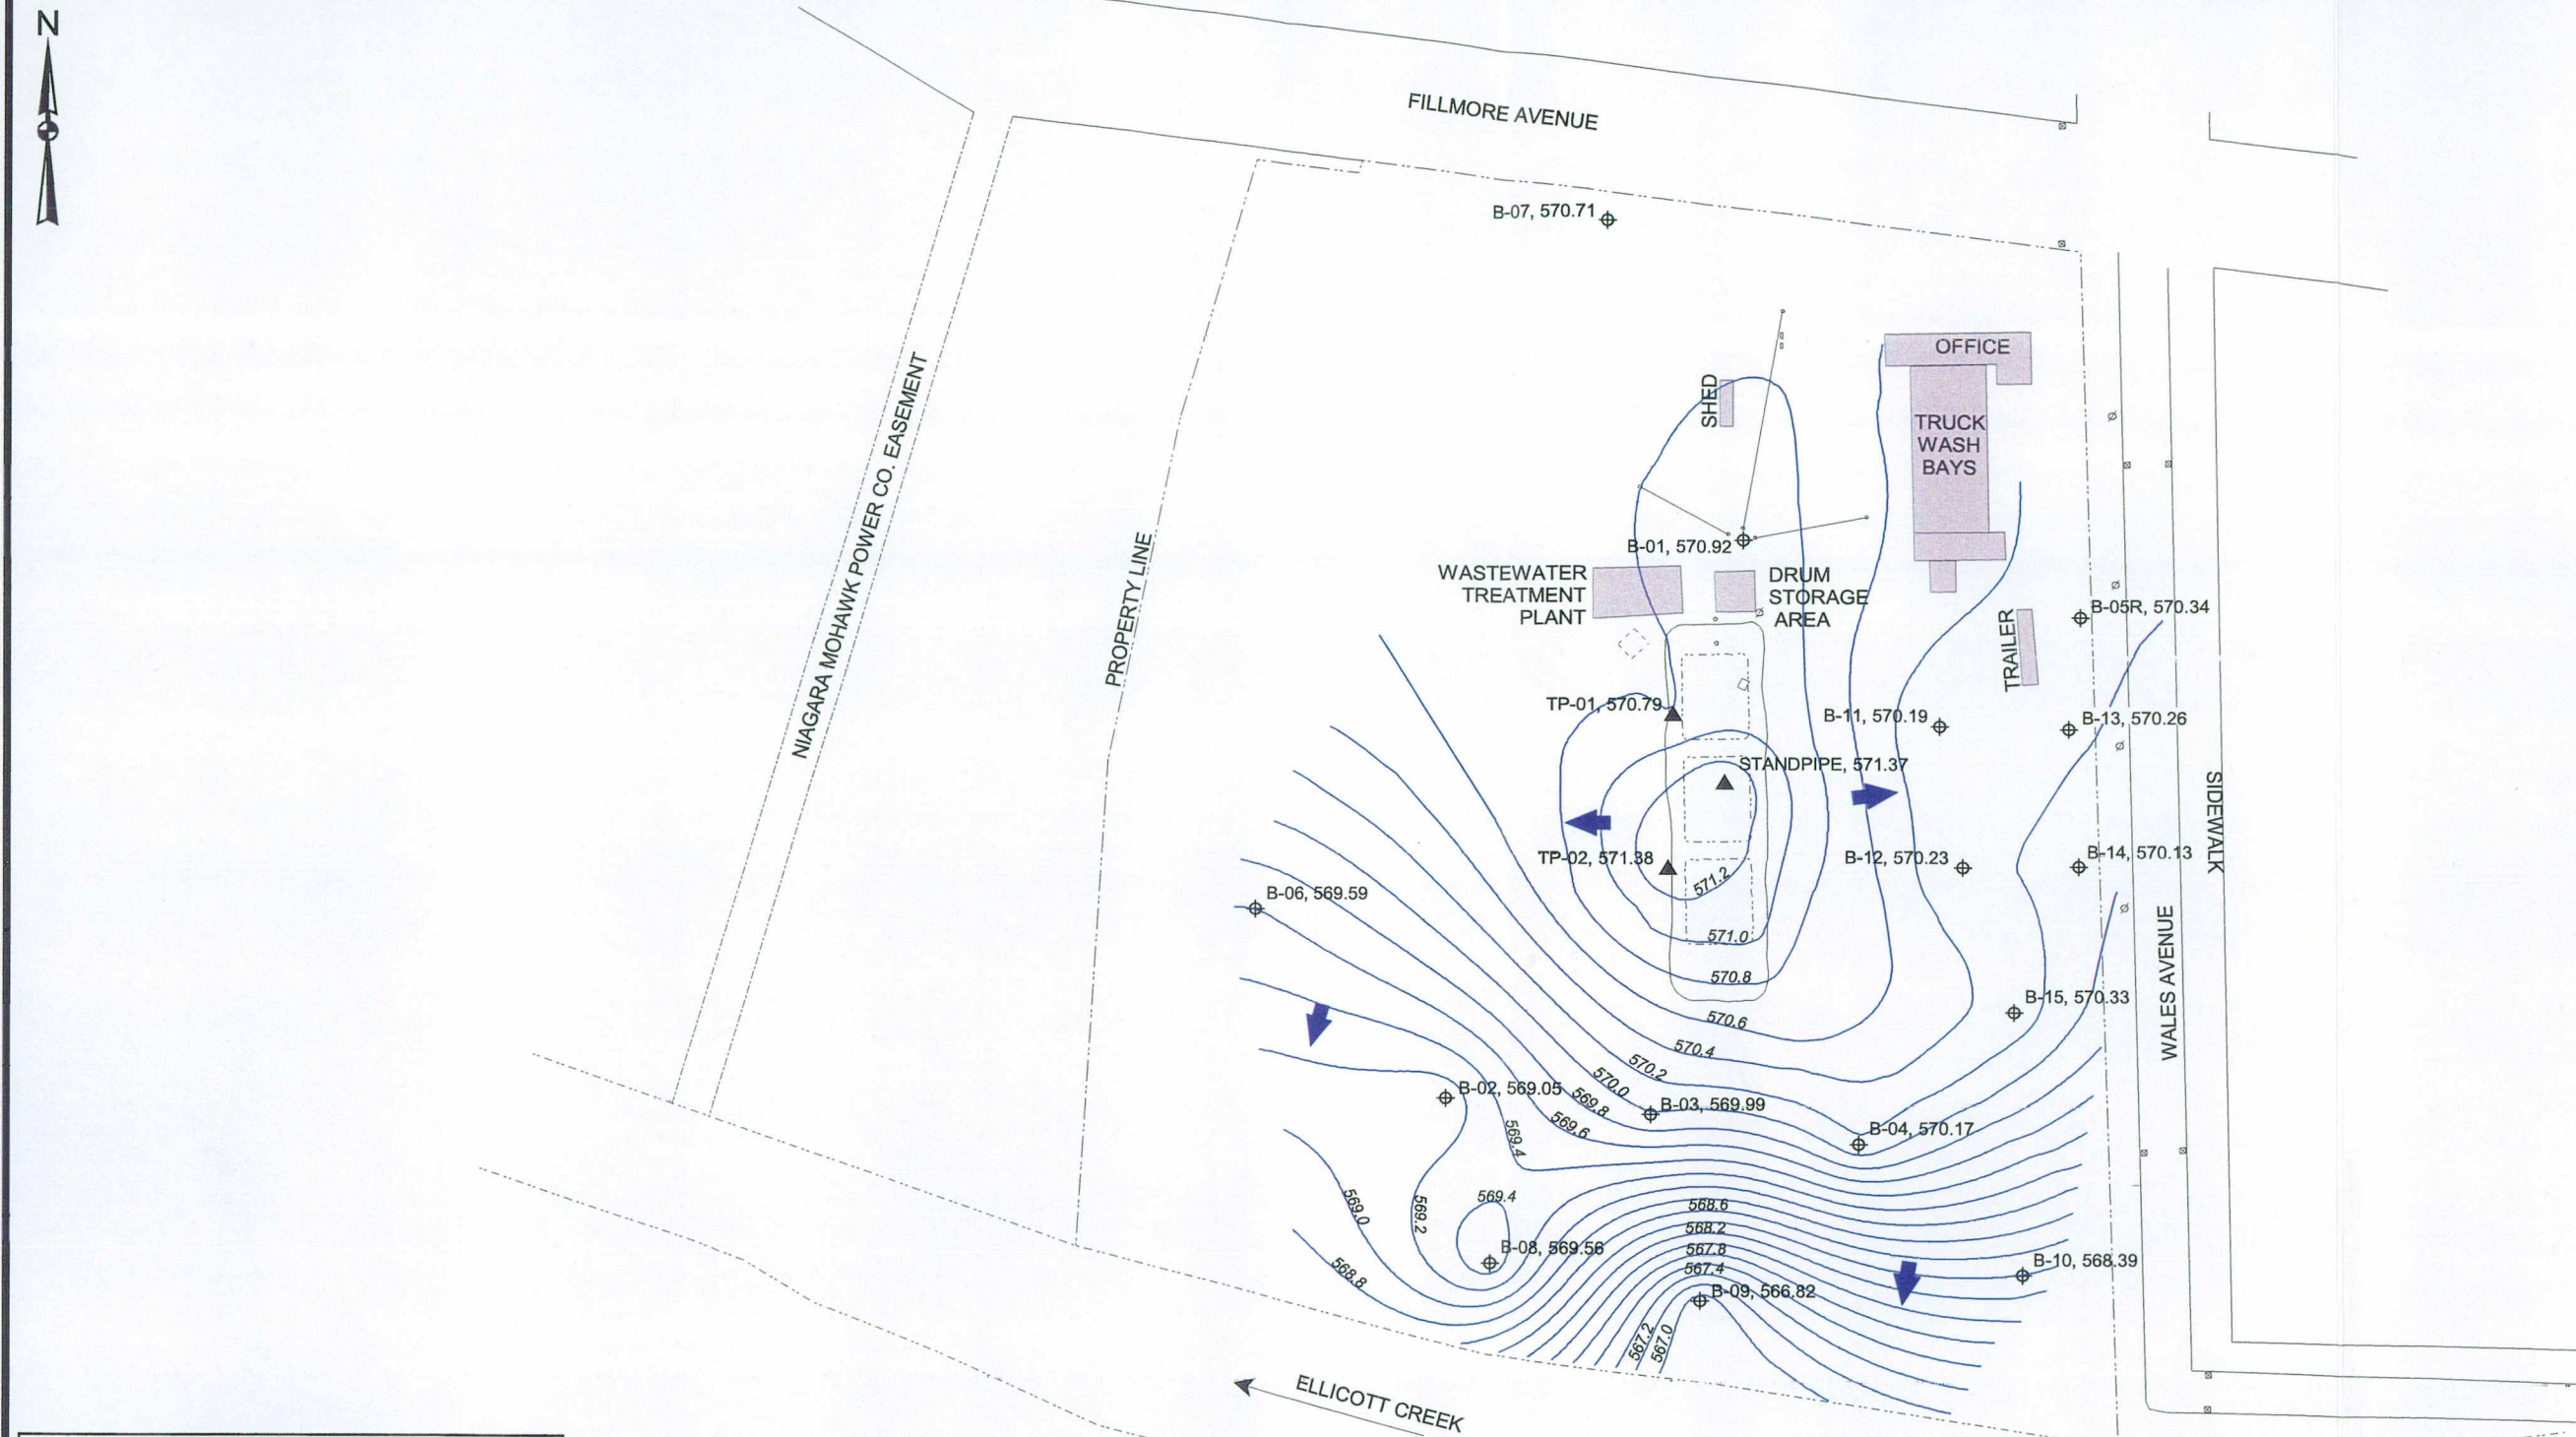 N
FILLMORE AVENUE
B-07, 570.71
OFFICE
SHED
TRUCK
WASH
BAYS
NIAGARA MOHAWK POWER CO. EASEMENT
PROPERTY LINE
B-01, 570.92
WASTEWATER
TREATMENT
PLANT
DRUM
STORAGE
AREA
B-05R, 570.34
TRAILER
TP-01, 570.79
B-11, 570.19
B-13, 570.26
STANDPIPE, 571.37
SIDEWALK
TP-02, 571.38
B-12, 570.23
B-14, 570.13
571.2
B-06, 569.59
571.0
WALES AVENUE
570.8
B-15, 570.33
570.6
570.4
570.2
570.0
B-02, 569.05
569.8
B-03, 569.99
569.6
B-04, 570.17
569.4
569.4
569.0
569.2
568.6
568.2
B-08, 569.56
567.8
568.8
567.4
B-10, 568.39
B-09, 566.82
567.2
567.0
ELLICOTT CREEK